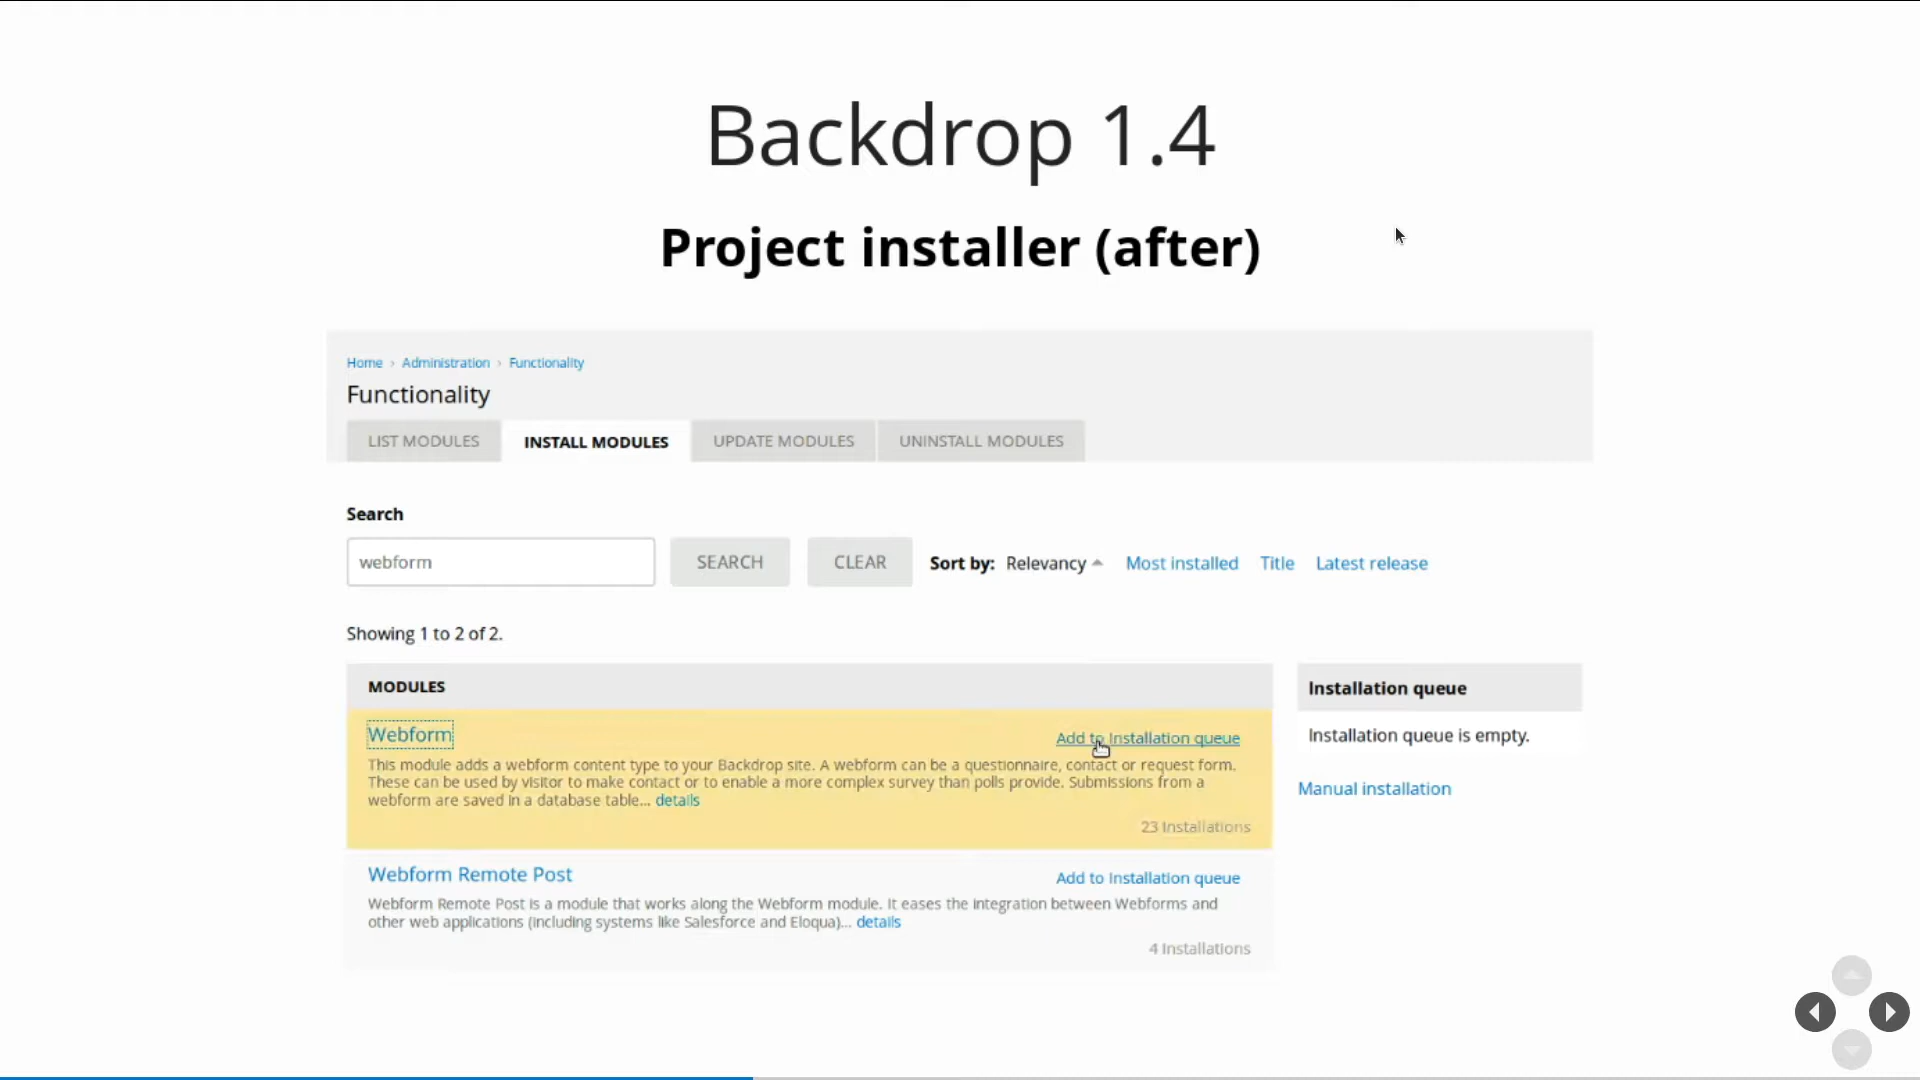 Backdrop 1.4
Project installer (after)
Home › Administration › Functionality
Functionality
LIST MODULES
INSTALL MODULES
UPDATE MODULES
UNINSTALL MODULES
Search
webform
SEARCH
CLEAR
Sort by: Relevancy Most installed Title Latest release
Showing 1 to 2 of 2.
MODULES
Webform
Add to Installation queue
This module adds a webform content type to your Backdrop site. A webform can be a questionnaire, contact or request form.
These can be used by visitor to make contact or to enable a more complex survey than polls provide. Submissions from a
webform are saved in a database table... details
23 Installations
Webform Remote Post
Add to Installation queue
Webform Remote Post is a module that works along the Webform module. It eases the integration between Webforms and
other web applications (including systems like Salesforce and Eloqua)... details
4 Installations
Installation queue
Installation queue is empty.
Manual installation